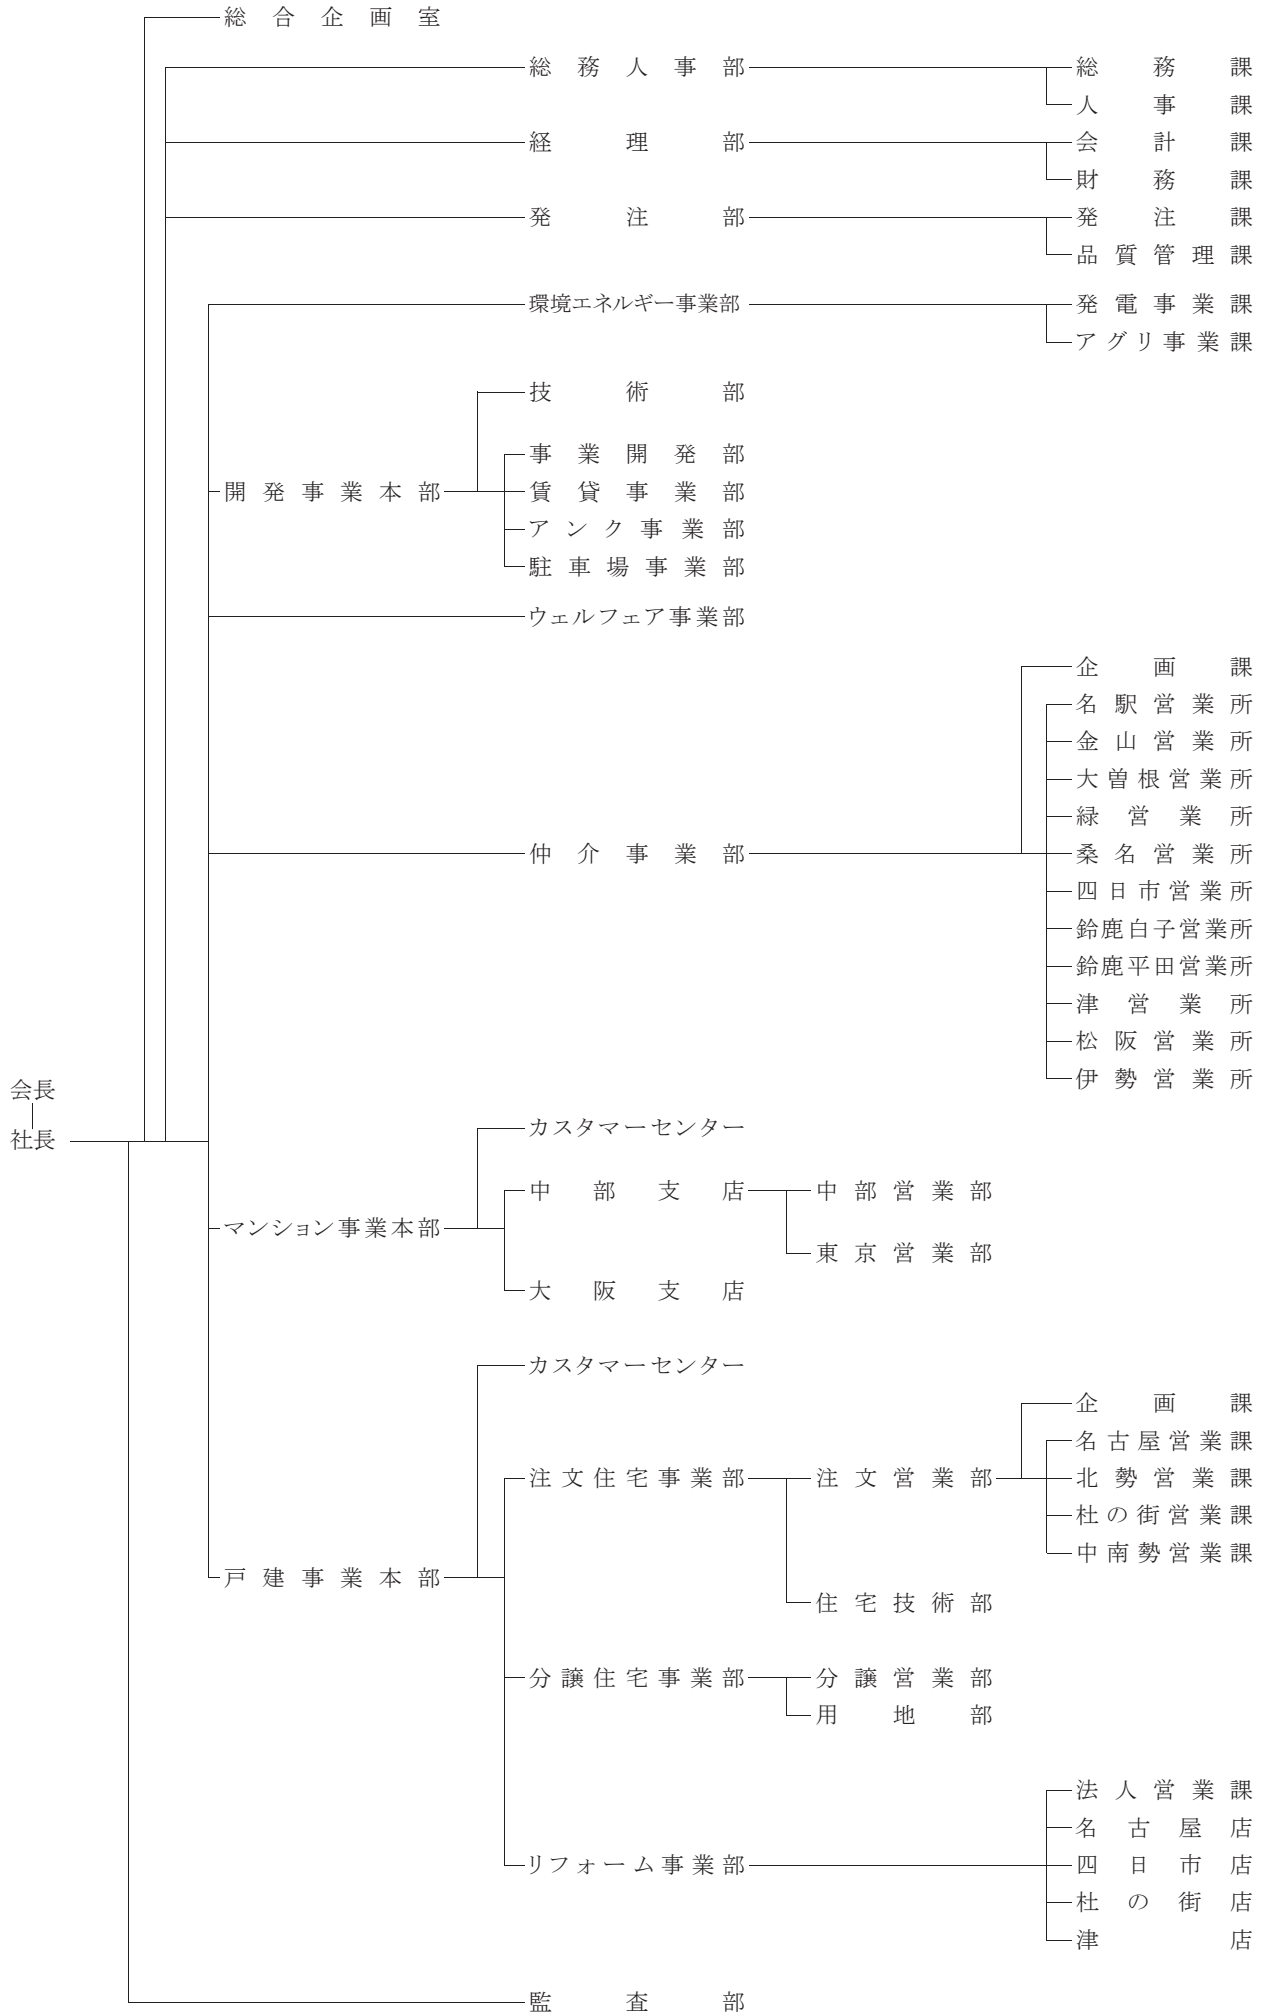 総合企画室
総務人事部 総務課
人事課
経理部 会計課
財務課
発注部 発注課
品質管理課
環境エネルギー事業部 発電事業課
アグリ事業課
技術部
事業開発部
開発事業本部 賃貸事業部
アンク事業部
駐車場事業部
ウェルフェア事業部
企画課
名駅営業所
金山営業所
大曽根営業所
緑営業所
仲介事業部 桑名営業所
四日市営業所
鈴鹿白子営業所
鈴鹿平田営業所
津営業所
松阪営業所
伊勢営業所
会長
カスタマーセンター
社長
中部支店 中部営業部
マンション事業本部
東京営業部
大阪支店
カスタマーセンター
企画課
名古屋営業課
注文住宅事業部 注文営業部 北勢営業課
杜の街営業課
中南勢営業課
戸建事業本部
住宅技術部
分譲住宅事業部 分譲営業部
用地部
法人営業課
名古屋店
リフォーム事業部 四日市店
杜の街店
津店
監査部